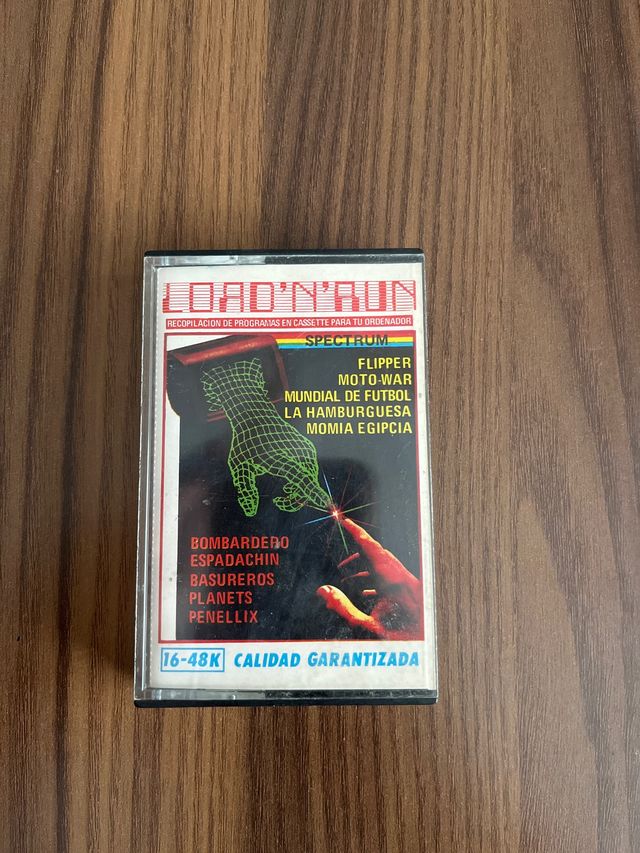 LOAD'N'RUN
RECOPILACION DE PROGRAMAS EN CASSETTE PARA TU ORDENADOR
SPECTRUM
FLIPPER
MOTO-WAR
MUNDIAL DE FUTBOL
LA HAMBURGUESA
MOMIA EGIPCIA
BOMBARDERO
ESPADACHIN
BASUREROS
PLANETS
PENELLIX
16-48K CALIDAD GARANTIZADA